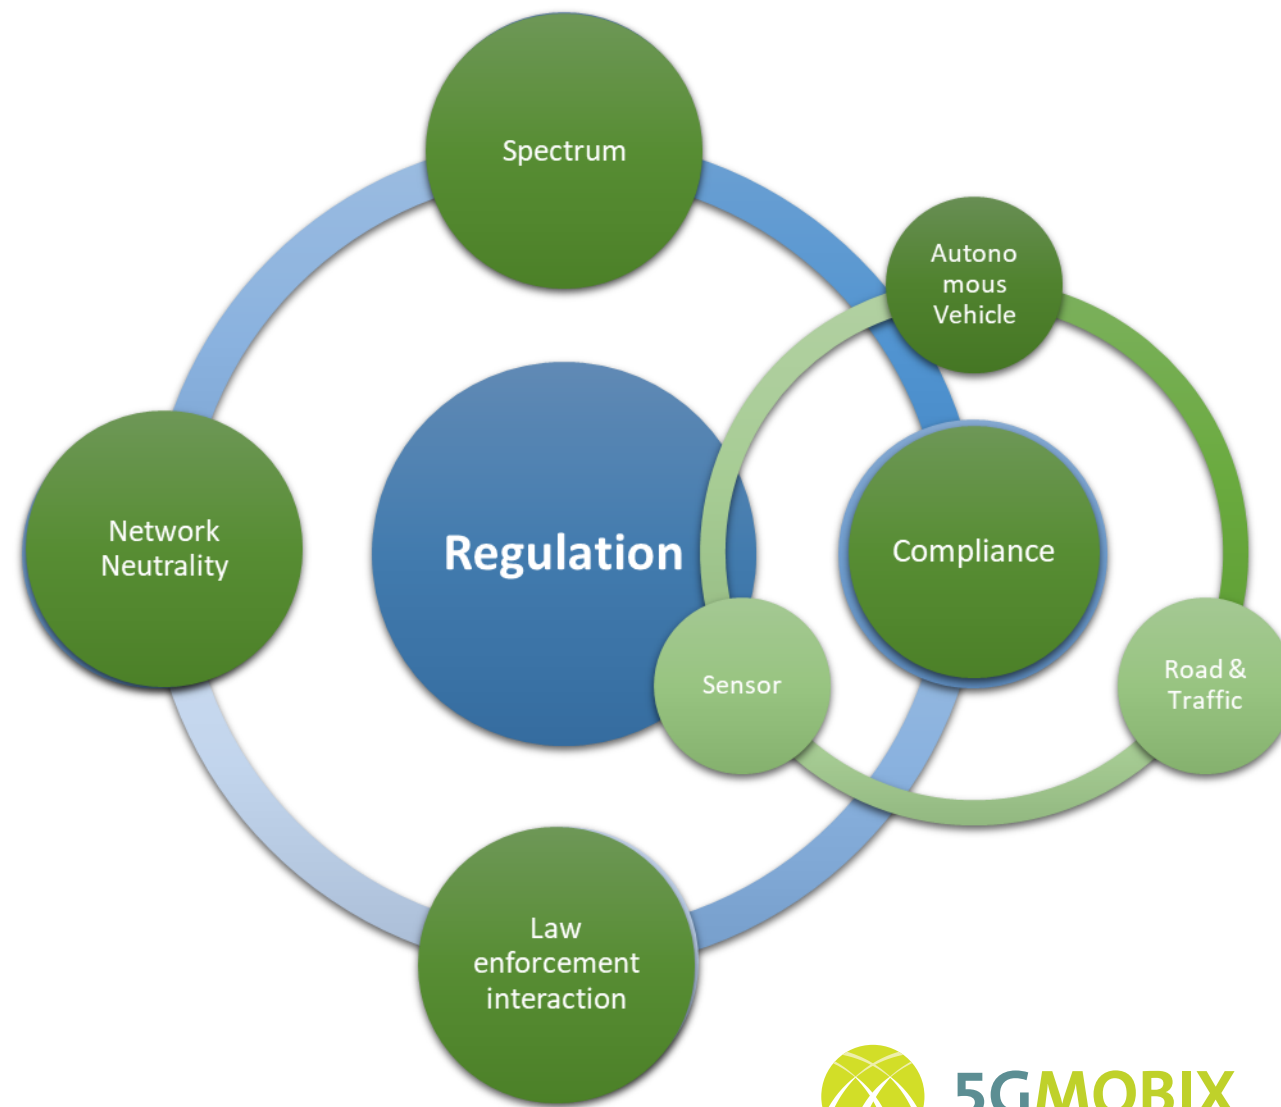 Spectrum
Autono
mous
Vehicle
Network
Neutrality
Regulation
Compliance
Sensor
Road &
Traffic
Law
enforcement
interaction
5GMOBIX